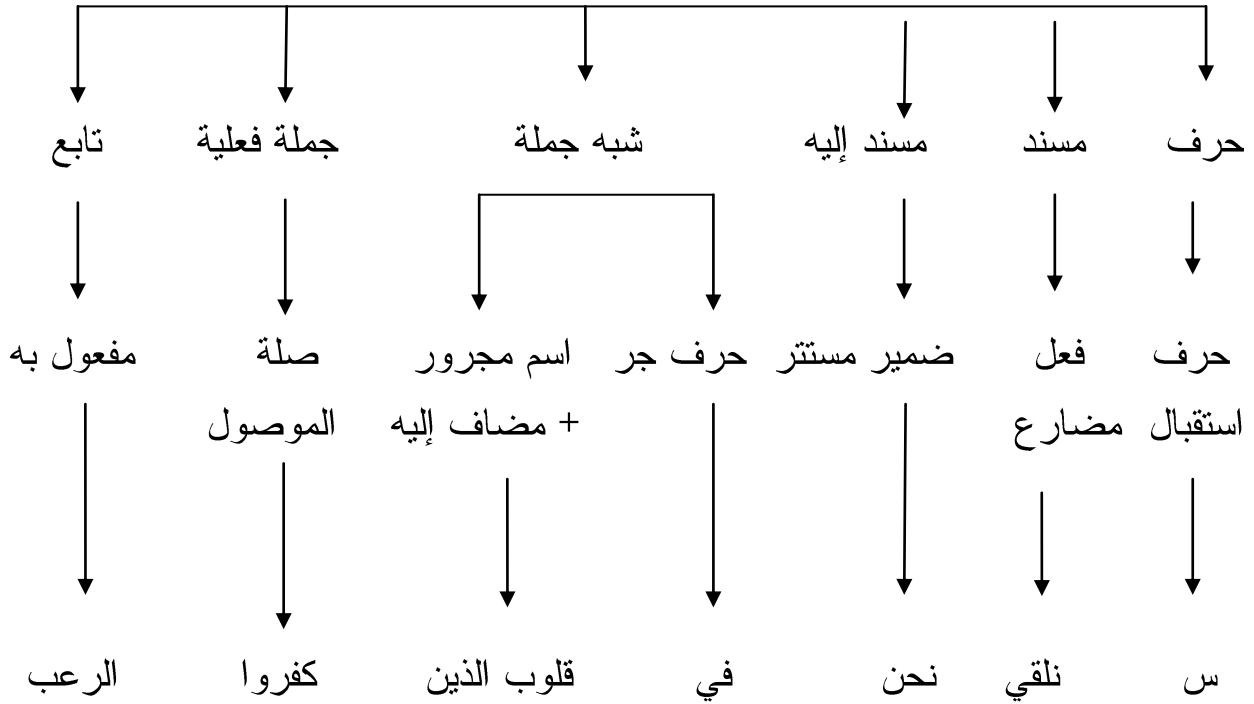 حرف مسند مسند إليه شبه جملة جملة فعلية تابع
حرف فعل ضمير مستتر حرف جر اسم مجرور صلة مفعول به
استقبال مضارع + مضاف إليه الموصول
س نلقي نحن في قلوب الذين كفروا الرعب